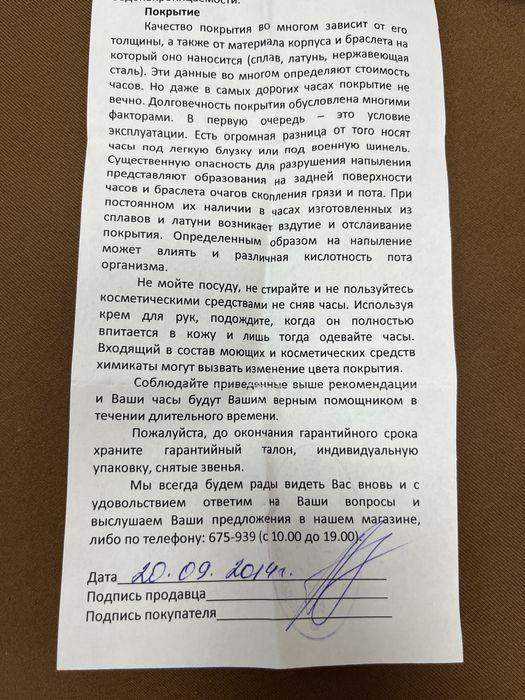 Покрытие
Качество покрытия во многом зависит от его
толщины, а также от материала корпуса и браслета на
который оно наносится (сплав, латунь, нержавеющая
сталь). Эти данные во многом определяют стоимость
часов. Но даже в самых дорогих часах покрытие не
вечно. Долговечность покрытия обусловлена многими
факторами. В первую очередь – это условие
эксплуатации. Есть огромная разница от того носят
часы под легкую блузку или под военную шинель.
Существенную опасность для разрушения напыления
представляют образования на задней поверхности
часов и браслета очагов скопления грязи и пота. При
постоянном их наличии в часах изготовленных из
сплавов и латуни возникает вздутие и отслаивание
покрытия. Определенным образом на напыление
может влиять и различная кислотность пота
организма.
Не мойте посуду, не стирайте и не пользуйтесь
косметическими средствами не сняв часы. Используя
крем для рук, подождите, когда он полностью
впитается в кожу и лишь тогда одевайте часы.
Входящий в состав моющих и косметических средств
химикаты могут вызвать изменение цвета покрытия.
Соблюдайте приведенные выше рекомендации
и Ваши часы будут Вашим верным помощником в
течении длительного времени.
Пожалуйста, до окончания гарантийного срока
храните гарантийный талон, индивидуальную
упаковку, снятые звенья.
Мы всегда будем рады видеть Вас вновь и с
удовольствием ответим на Ваши вопросы и
выслушаем Ваши предложения в нашем магазине,
либо по телефону: 675-939 (с 10.00 до 19.00).
Дата 20.09.2014г.
Подпись продавца
Подпись покупателя